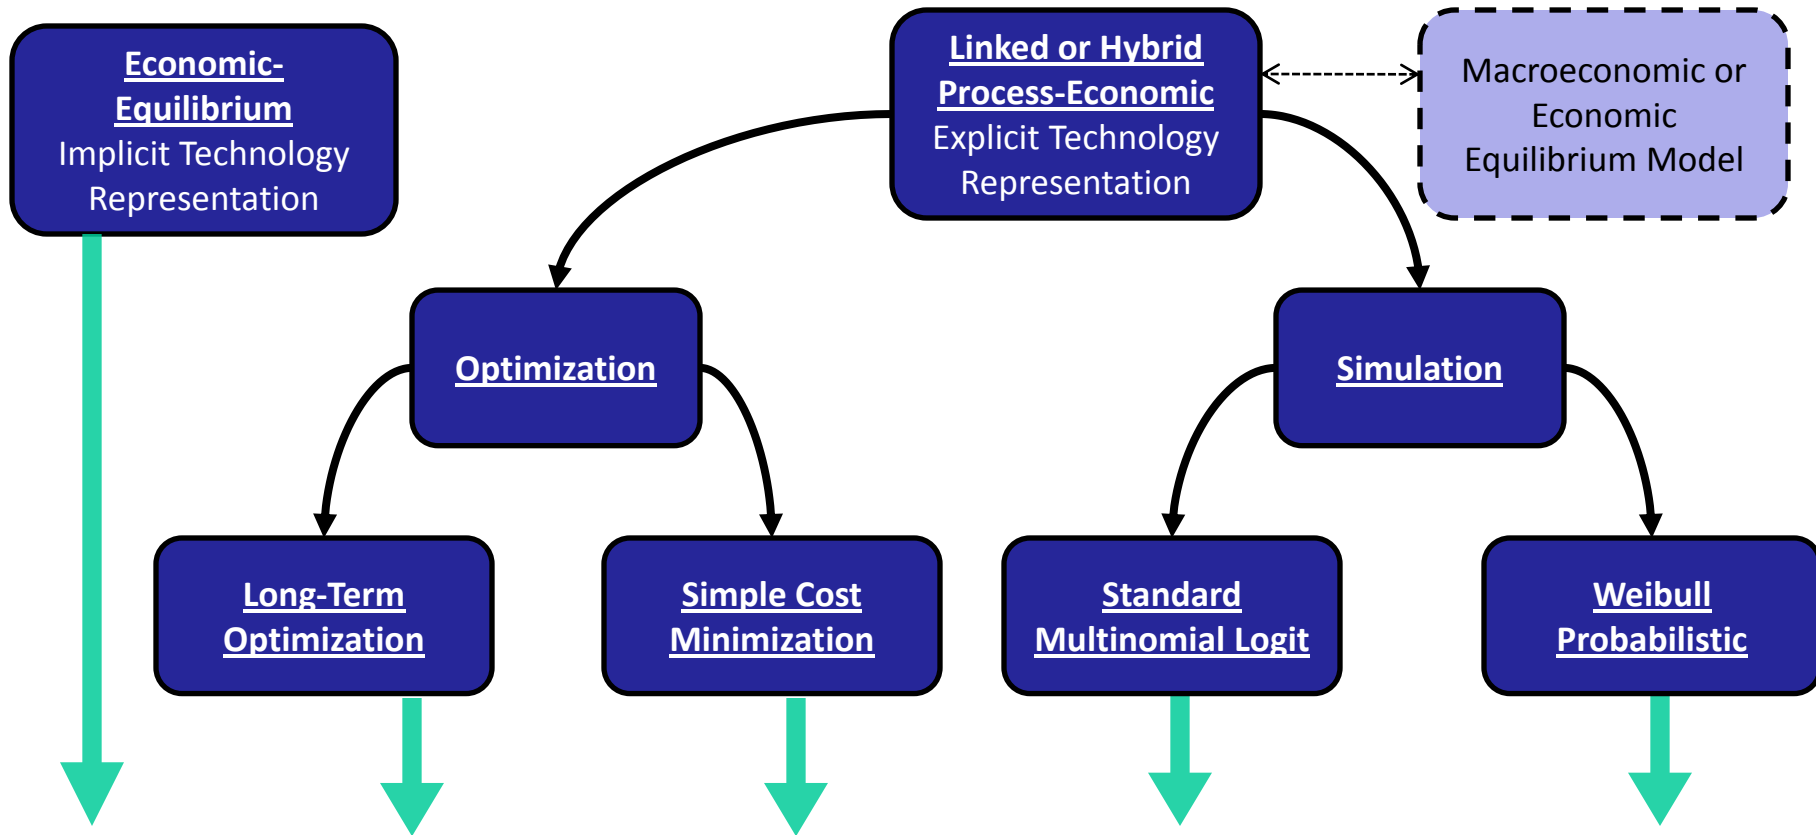 Economic-
Equilibrium
Implicit Technology
Representation
Linked or Hybrid
Process-Economic
Explicit Technology
Representation
Macroeconomic or
Economic
Equilibrium Model
Optimization
Simulation
Long-Term
Optimization
Simple Cost
Minimization
Standard
Multinomial Logit
Weibull
Probabilistic